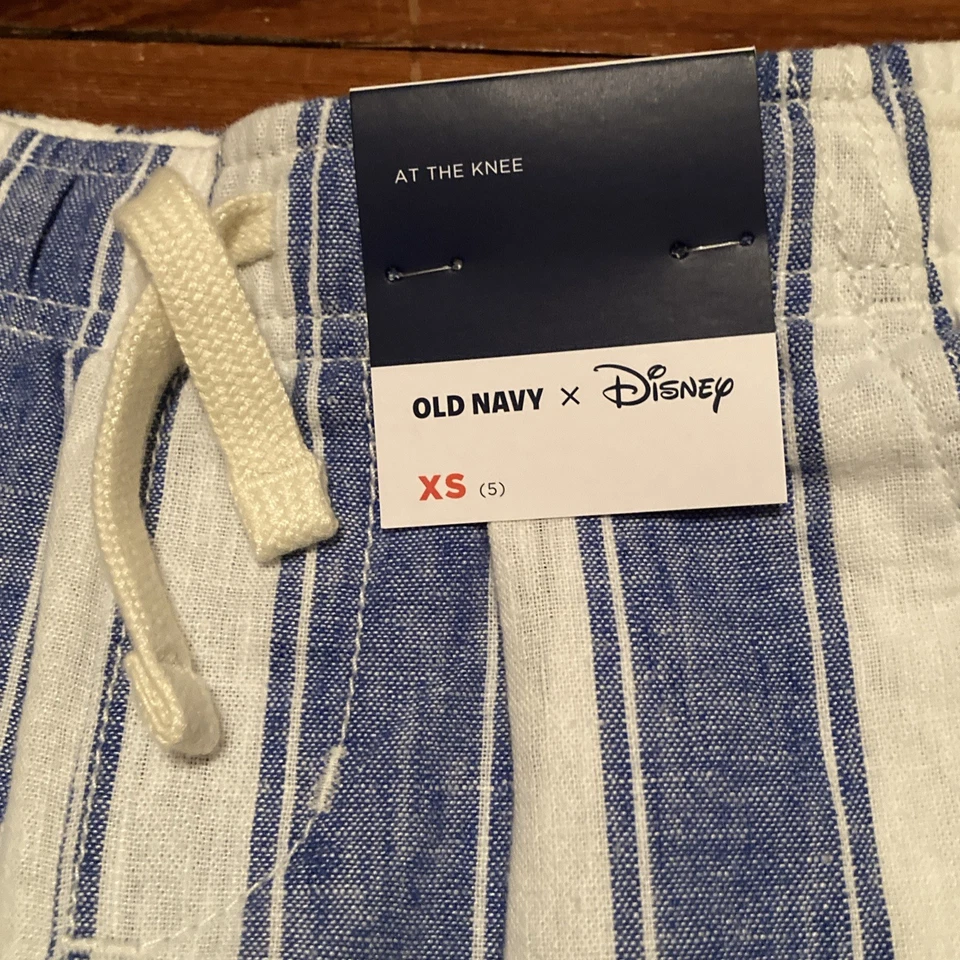 AT THE KNEE
OLD NAVY × Disney
XS (5)